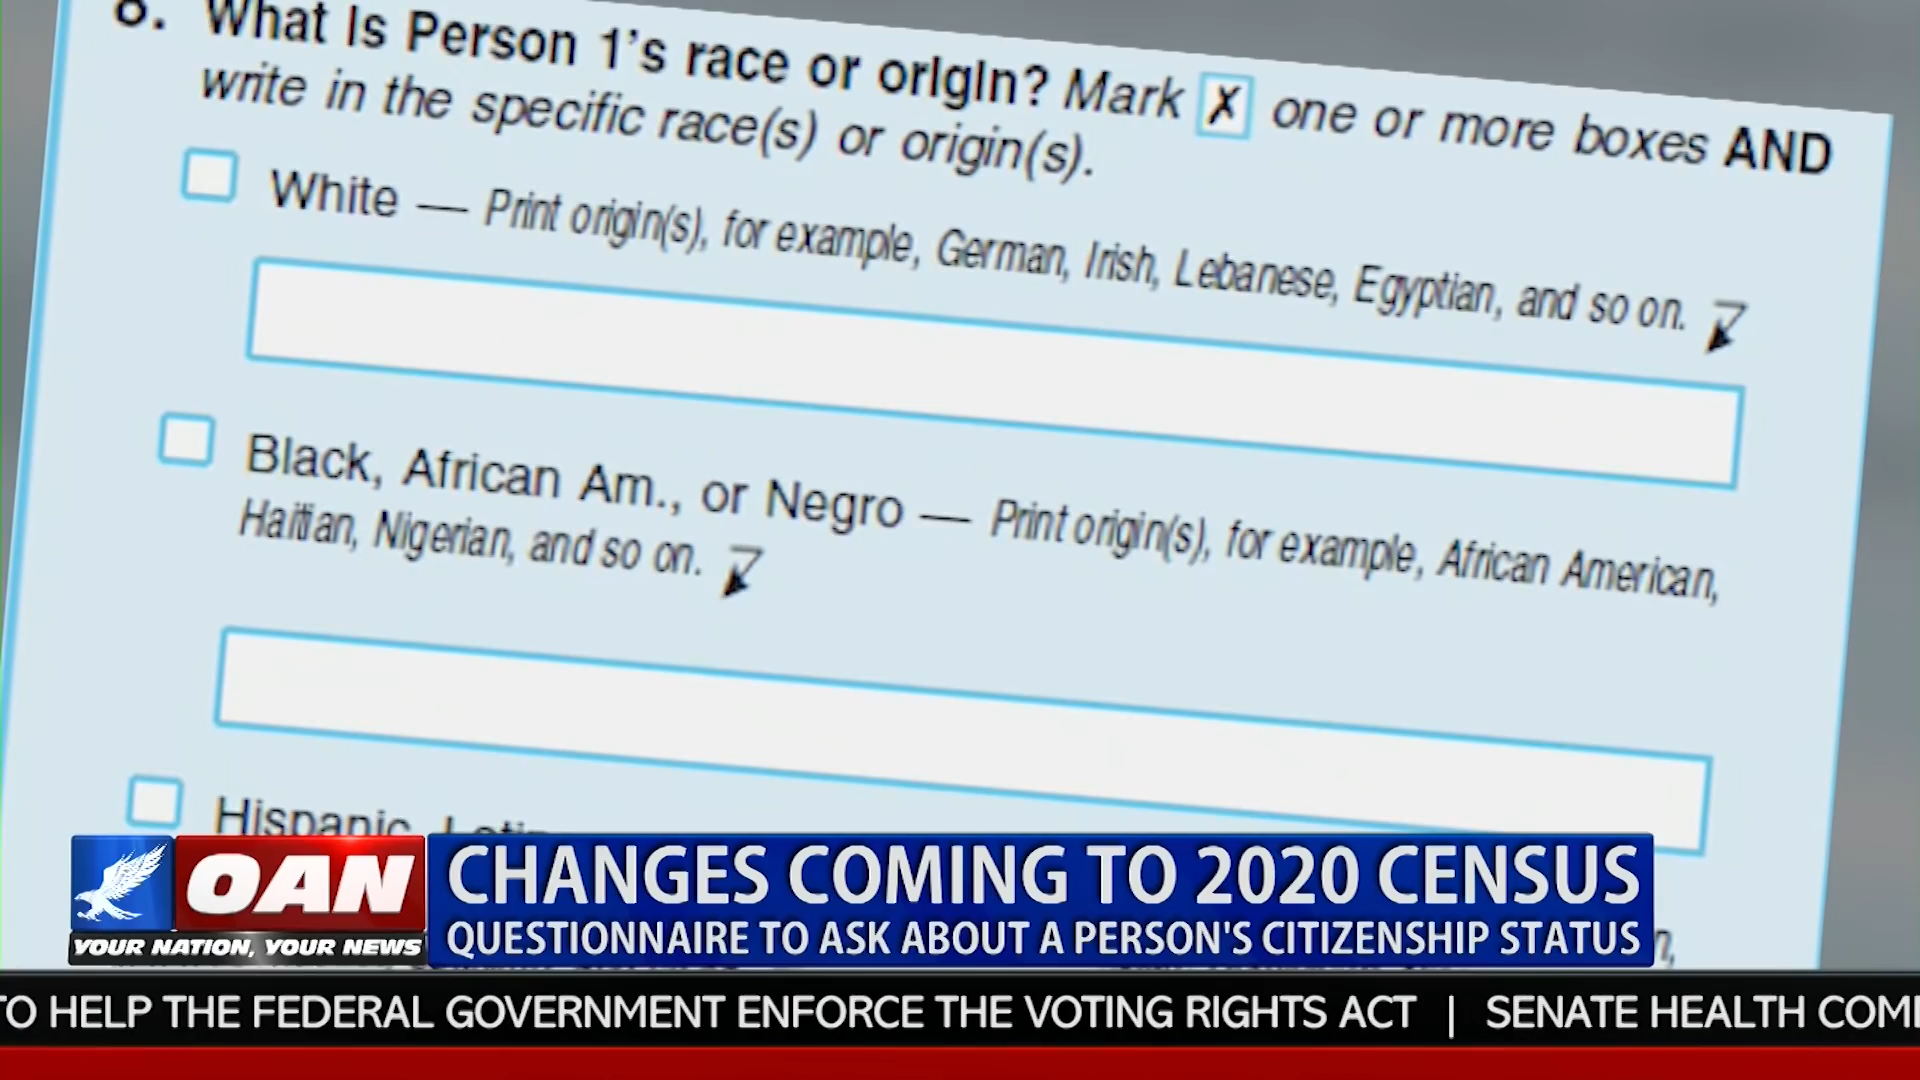 8. What Is Person 1's race or origin? Mark X one or more boxes AND
write in the specific race(s) or origin(s).
White — Print origin(s), for example, German, Irish, Lebanese, Egyptian, and so on.
Black, African Am., or Negro — Print origin(s), for example, African American,
Haitian, Nigerian, and so on.
Hispanic, Latin
OAN
YOUR NATION, YOUR NEWS
CHANGES COMING TO 2020 CENSUS
QUESTIONNAIRE TO ASK ABOUT A PERSON'S CITIZENSHIP STATUS
TO HELP THE FEDERAL GOVERNMENT ENFORCE THE VOTING RIGHTS ACT | SENATE HEALTH COM